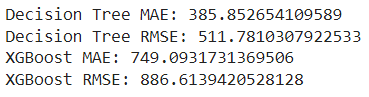 Decision Tree MAE: 385.852654109589
Decision Tree RMSE: 511.7810307922533
XGBoost MAE: 749.0931731369506
XGBoost RMSE: 886.6139420528128